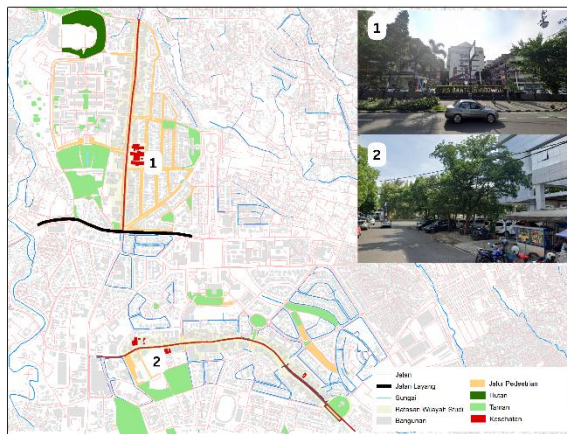 1
2
1
2
Jalan
Jalan Layang
Sungai
Batasan Wilayah Studi
Bangunan
Jalur Pedestrian
Hutan
Taman
Kesehatan